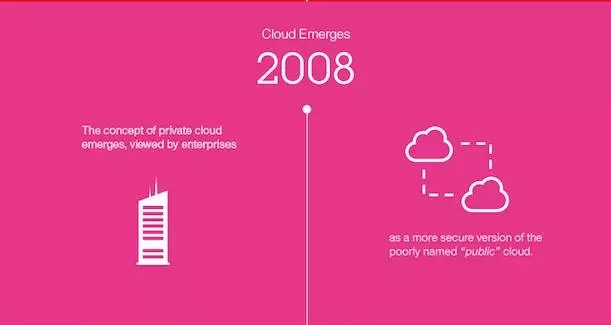 Cloud Emerges
2008
The concept of private cloud
emerges, viewed by enterprises
as a more secure version of the
poorly named “public” cloud.